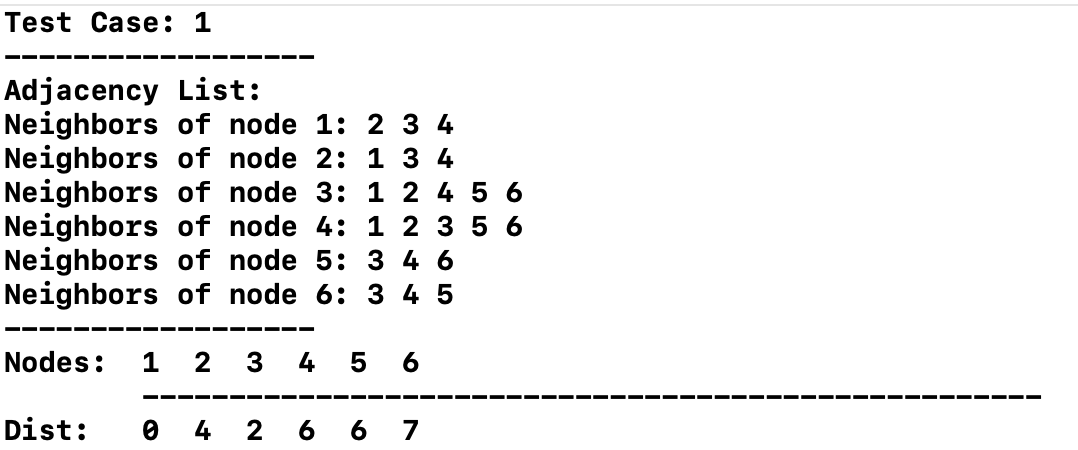 Test Case: 1
------------------
Adjacency List:
Neighbors of node 1: 2 3 4
Neighbors of node 2: 1 3 4
Neighbors of node 3: 1 2 4 5 6
Neighbors of node 4: 1 2 3 5 6
Neighbors of node 5: 3 4 6
Neighbors of node 6: 3 4 5
------------------
Nodes:  1  2  3  4  5  6
        ----------------------------------------------------
Dist:   0  4  2  6  6  7